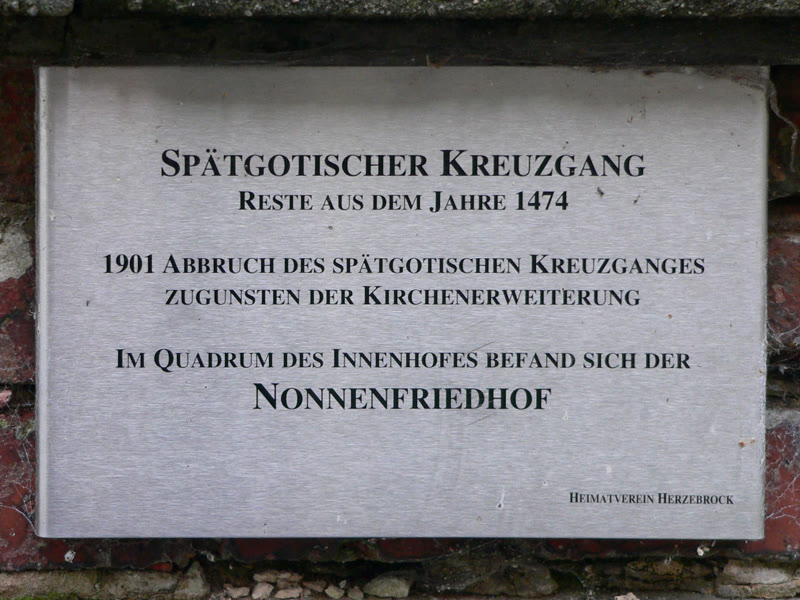 Spätgotischer Kreuzgang
Reste aus dem Jahre 1474
1901 Abbruch des spätgotischen Kreuzganges
zugunsten der Kirchenerweiterung
Im Quadrum des Innenhofes befand sich der
Nonnenfriedhof
Heimatverein Herzebrock